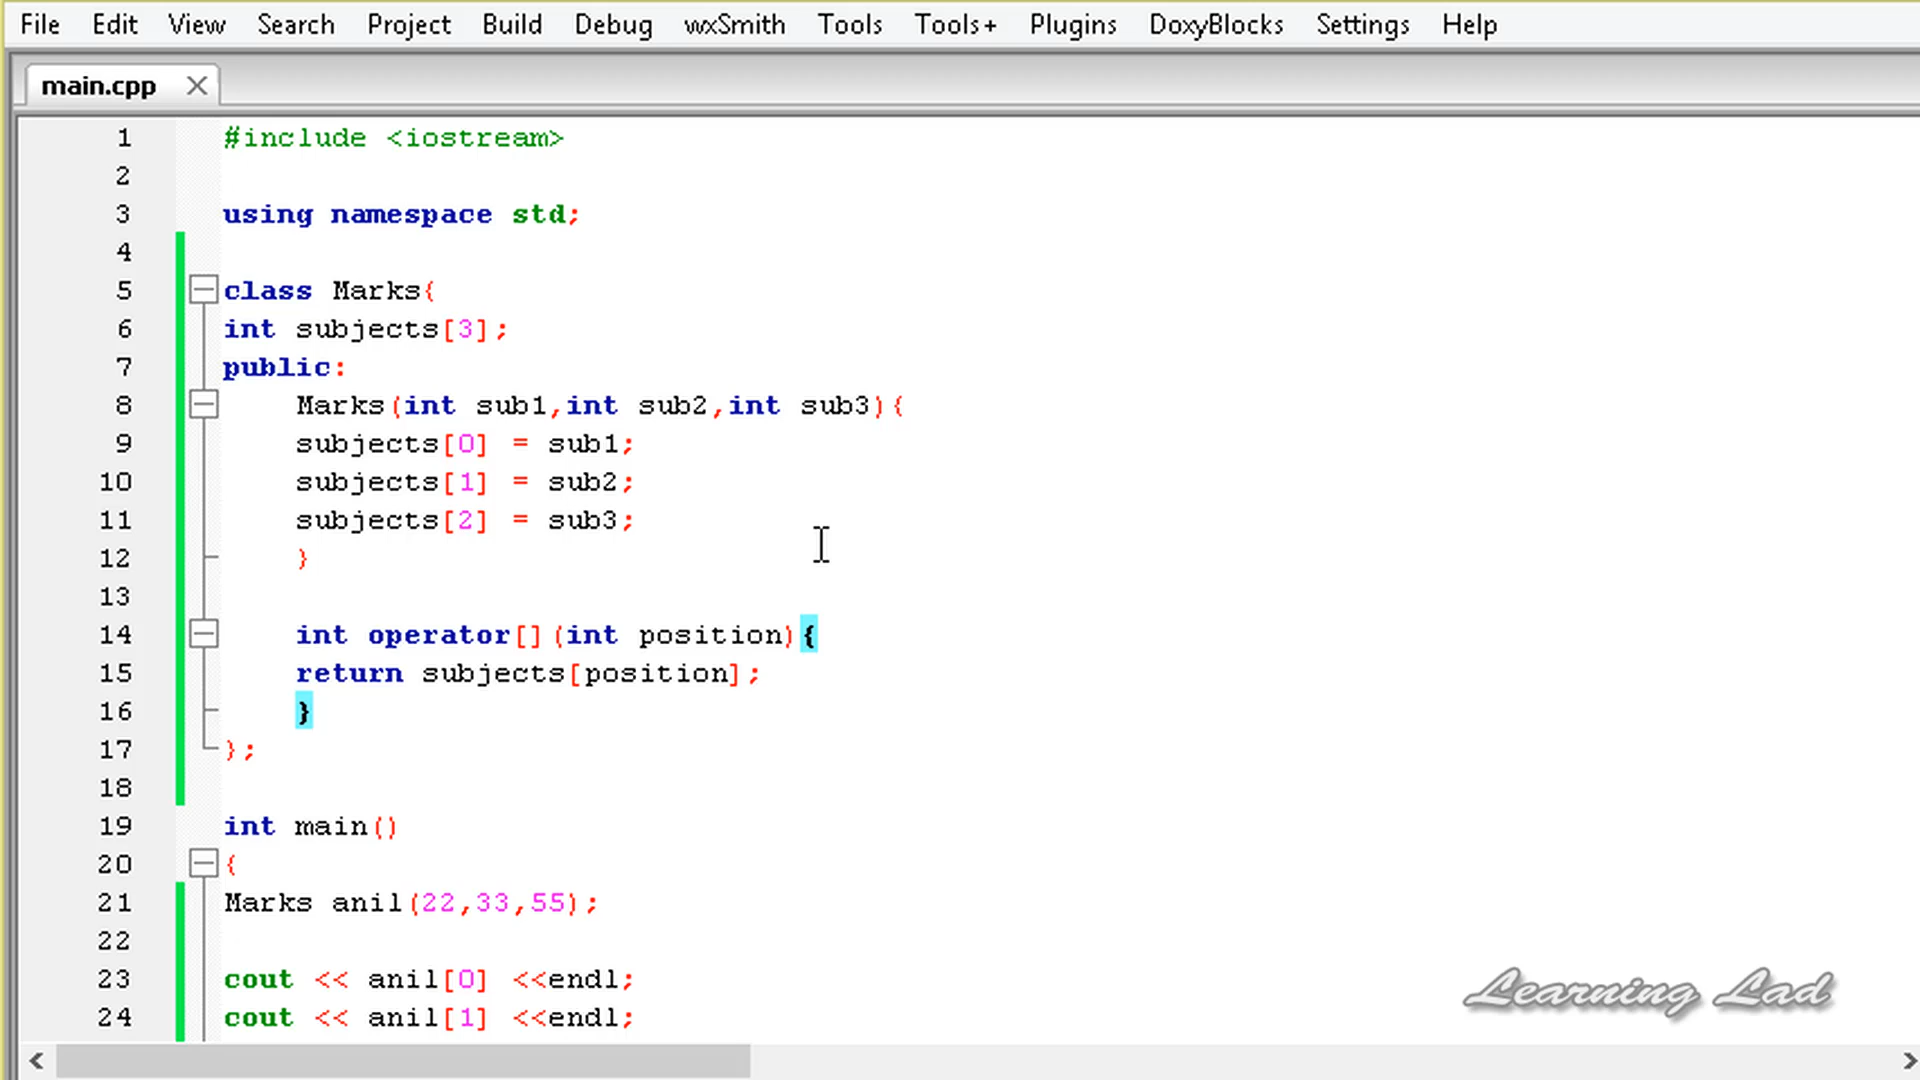 File Edit View Search Project Build Debug wxSmith Tools Tools+ Plugins DoxyBlocks Settings Help
main.cpp
1 #include <iostream>
2
3 using namespace std;
4
5 class Marks{
6 int subjects[3];
7 public:
8 Marks(int sub1,int sub2,int sub3){
9 subjects[0] = sub1;
10 subjects[1] = sub2;
11 subjects[2] = sub3;
12 }
13
14 int operator[](int position){
15 return subjects[position];
16 }
17 };
18
19 int main()
20 {
21 Marks anil(22,33,55);
22
23 cout << anil[0] <<endl;
24 cout << anil[1] <<endl;
Learning Lad